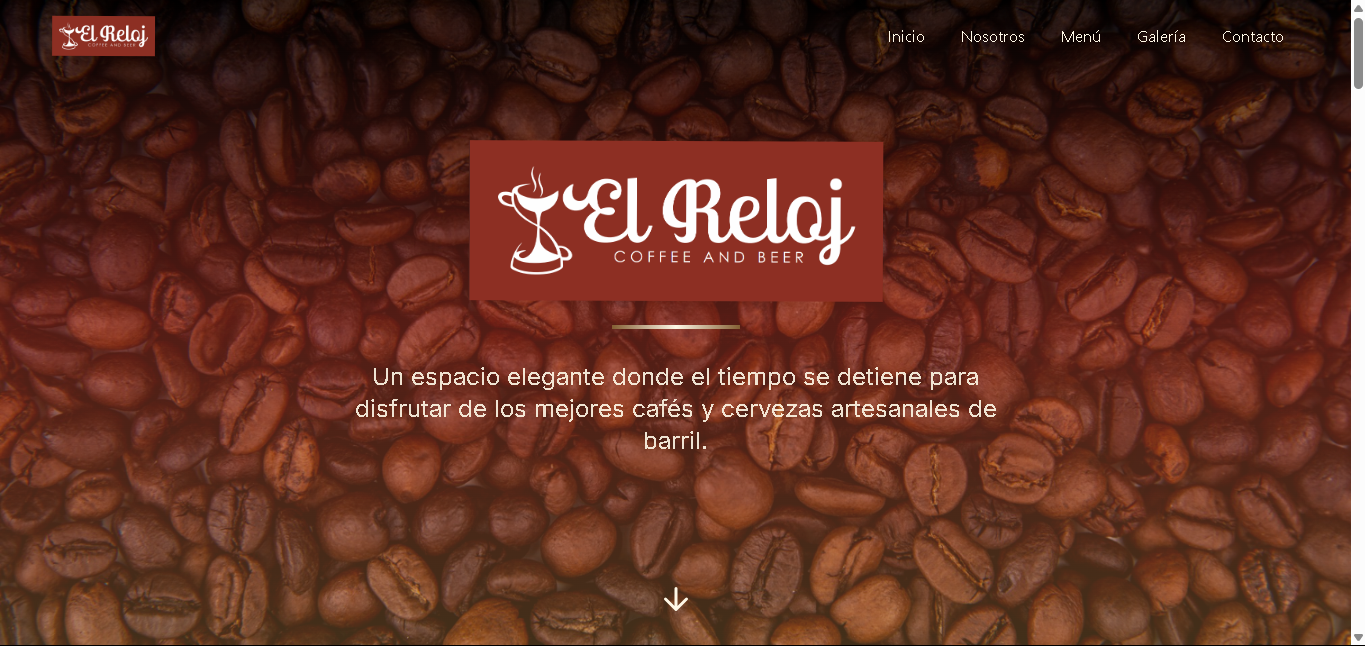 El Reloj
COFFEE AND BEER
Inicio Nosotros Menú Galería Contacto
El Reloj
COFFEE AND BEER
Un espacio elegante donde el tiempo se detiene para
disfrutar de los mejores cafés y cervezas artesanales de
barril.